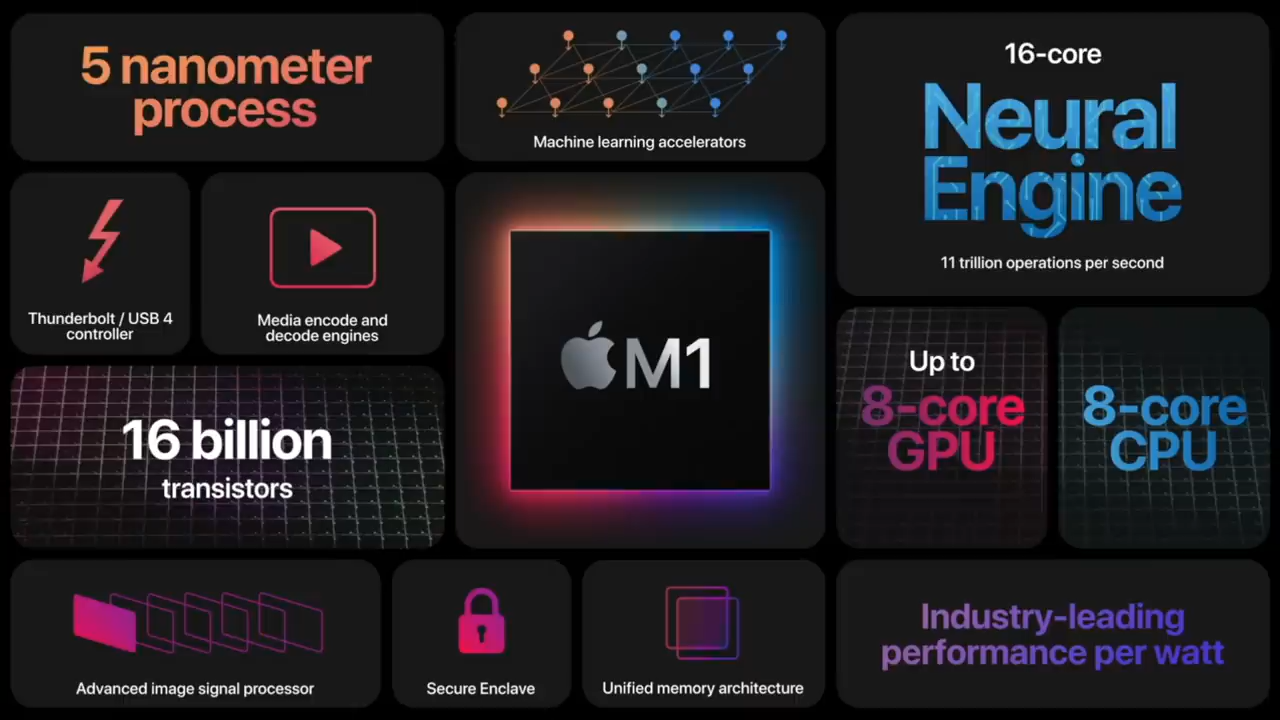 5 nanometer
process
Machine learning accelerators
16-core
Neural
Engine
11 trillion operations per second
Thunderbolt / USB 4
controller
Media encode and
decode engines
M1
Up to
8-core
GPU
8-core
CPU
16 billion
transistors
Advanced image signal processor
Secure Enclave
Unified memory architecture
Industry-leading
performance per watt